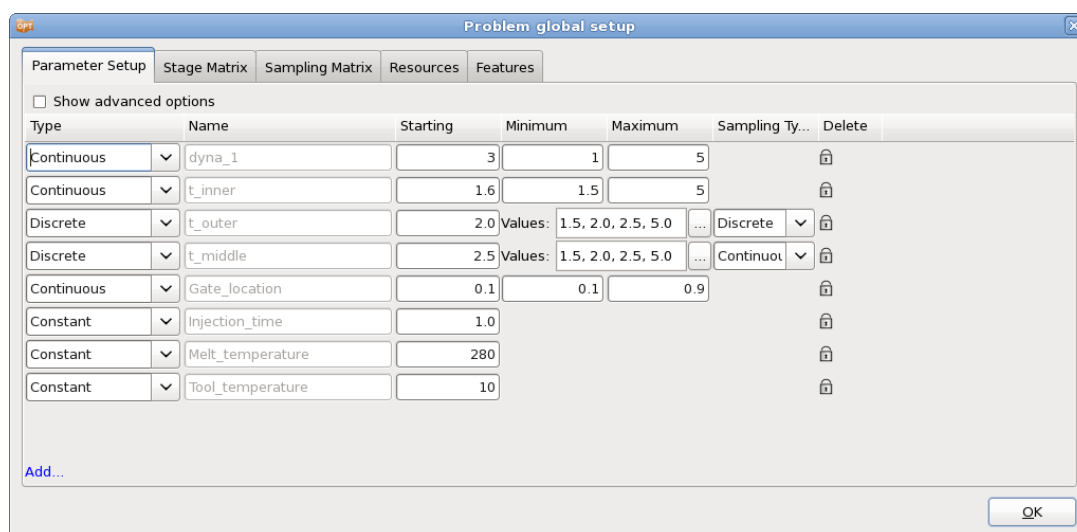 OPT Problem global setup
Parameter Setup Stage Matrix Sampling Matrix Resources Features
Show advanced options
Type Name Starting Minimum Maximum Sampling Ty... Delete
Continuous dyna_1 3 1 5
Continuous t_inner 1.6 1.5 5
Discrete t_outer 2.0 Values: 1.5, 2.0, 2.5, 5.0 ... Discrete
Discrete t_middle 2.5 Values: 1.5, 2.0, 2.5, 5.0 ... Continuou
Continuous Gate_location 0.1 0.1 0.9
Constant Injection_time 1.0
Constant Melt_temperature 280
Constant Tool_temperature 10
Add...
OK